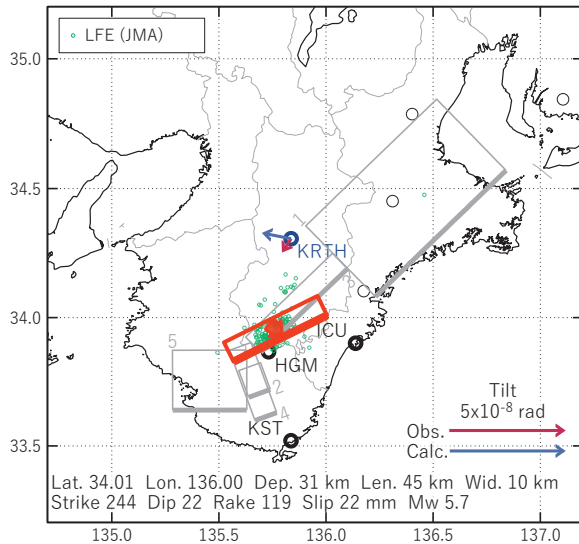 35.0
LFE (JMA)
34.5
1
KRTH
3
34.0
ICU
5
HGM
2
Tilt
5x10⁻⁸ rad
KST
4
Obs.
33.5
Calc.
Lat. 34.01 Lon. 136.00 Dep. 31 km Len. 45 km Wid. 10 km
Strike 244 Dip 22 Rake 119 Slip 22 mm Mw 5.7
135.0 135.5 136.0 136.5 137.0